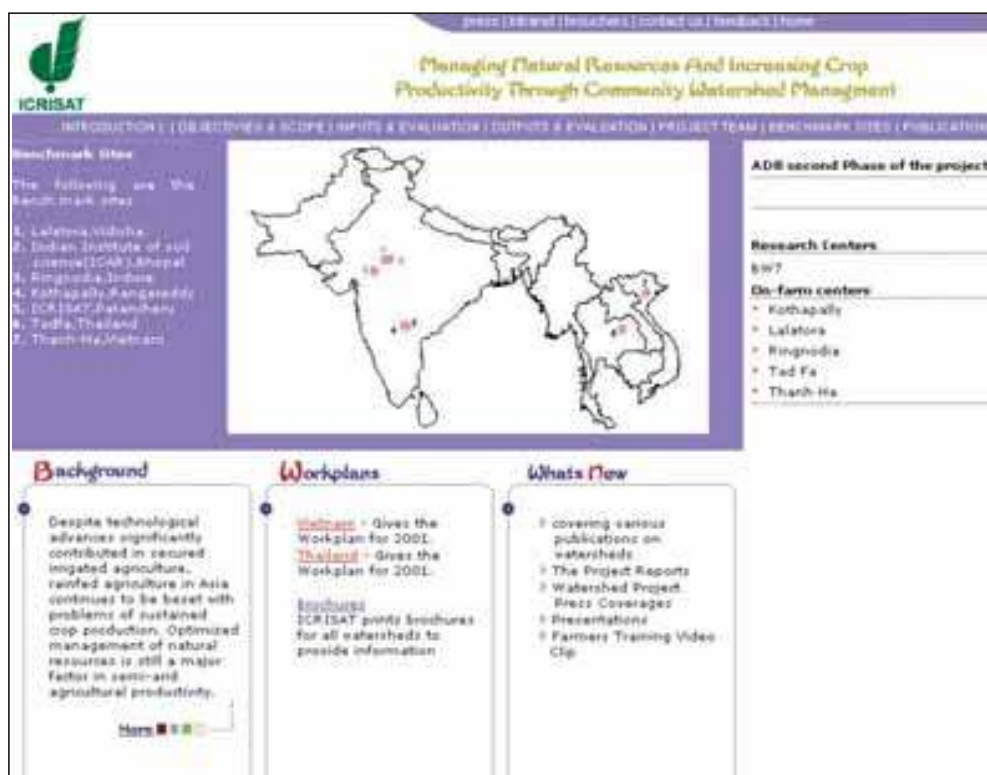 press | intranet | brouchers | contact us | feedback | home
ICRISAT
Managing Natural Resources And Increasing Crop
Productivity Through Community Watershed Managment
INTRODUCTION | | OBJECTIVIES & SCOPE | INPUTS & EVALUATION | OUTPUTS & EVALUATION | PROJECT TEAM | BENCHMARK SITES | PUBLICATION
Benchmark Sites
The following are the
Bench mark sites
1. Lalatora,Vidisha
2. Indian Institute of soil
science(ICAR),Bhopal
3. Ringnodia,Indore
4. Kothapally,Rangareddy
5. ICRISAT,Patancheru
6. Tadfa,Thailand
7. Thanh-Ha,Vietnam
ADB second Phase of the project
Research Centers
BW7
On-farm centers
Kothapally
Lalatora
Ringnodia
Tad Fa
Thanh Ha
Background
Despite technological
advances significantly
contributed in secured
irrigated agriculture,
rainfed agriculture in Asia
continues to be beset with
problems of sustained
crop production. Optimized
management of natural
resources is still a major
factor in semi-arid
agricultural productivity.
More
Workplans
Vietnam - Gives the
Workplan for 2001.
Thailand - Gives the
Workplan for 2001.
Brochures
ICRISAT prints brochures
for all watersheds to
provide information
Whats New
covering various
publications on
watersheds
The Project Reports
Watershed Project
Press Coverages
Presentations
Farmers Training Video
Clip